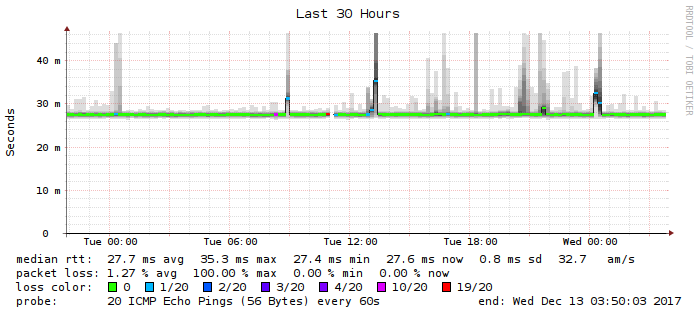 Last 30 Hours
RRDTOOL / TOBI OETIKER
Seconds
40 m
30 m
20 m
10 m
0
Tue 00:00 Tue 06:00 Tue 12:00 Tue 18:00 Wed 00:00
median rtt: 27.7 ms avg 35.3 ms max 27.4 ms min 27.6 ms now 0.8 ms sd 32.7 am/s
packet loss: 1.27 % avg 100.00 % max 0.00 % min 0.00 % now
loss color: 0 1/20 2/20 3/20 4/20 10/20 19/20
probe: 20 ICMP Echo Pings (56 Bytes) every 60s end: Wed Dec 13 03:50:03 2017